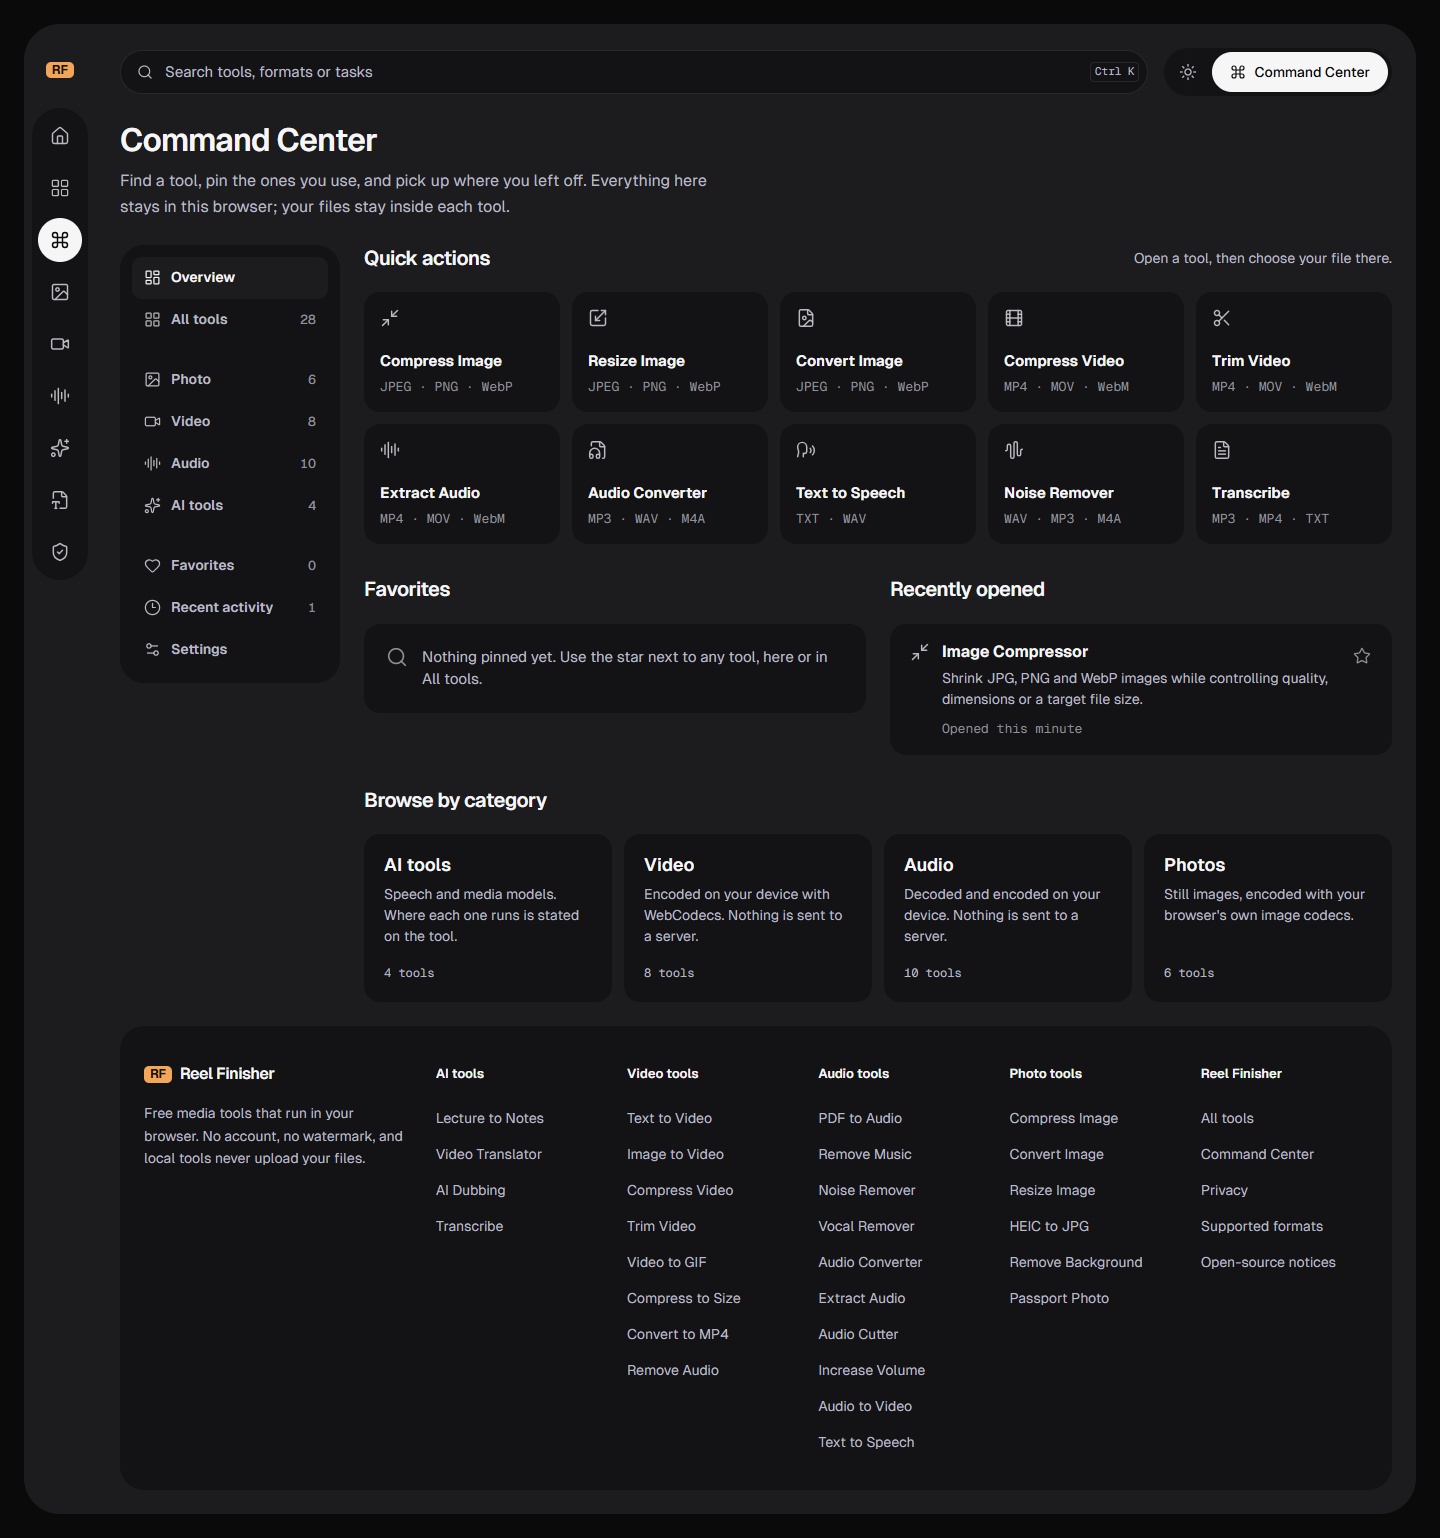 RF
Search tools, formats or tasks
Ctrl K
Command Center
Command Center
Find a tool, pin the ones you use, and pick up where you left off. Everything here
stays in this browser; your files stay inside each tool.
Overview
All tools 28
Photo 6
Video 8
Audio 10
AI tools 4
Favorites 0
Recent activity 1
Settings
Quick actions
Open a tool, then choose your file there.
Compress Image
JPEG · PNG · WebP
Resize Image
JPEG · PNG · WebP
Convert Image
JPEG · PNG · WebP
Compress Video
MP4 · MOV · WebM
Trim Video
MP4 · MOV · WebM
Extract Audio
MP4 · MOV · WebM
Audio Converter
MP3 · WAV · M4A
Text to Speech
TXT · WAV
Noise Remover
WAV · MP3 · M4A
Transcribe
MP3 · MP4 · TXT
Favorites
Nothing pinned yet. Use the star next to any tool, here or in
All tools.
Recently opened
Image Compressor
Shrink JPG, PNG and WebP images while controlling quality,
dimensions or a target file size.
Opened this minute
Browse by category
AI tools
Speech and media models.
Where each one runs is stated
on the tool.
4 tools
Video
Encoded on your device with
WebCodecs. Nothing is sent to
a server.
8 tools
Audio
Decoded and encoded on your
device. Nothing is sent to a
server.
10 tools
Photos
Still images, encoded with your
browser's own image codecs.
6 tools
RF Reel Finisher
Free media tools that run in your
browser. No account, no watermark, and
local tools never upload your files.
AI tools
Lecture to Notes
Video Translator
AI Dubbing
Transcribe
Video tools
Text to Video
Image to Video
Compress Video
Trim Video
Video to GIF
Compress to Size
Convert to MP4
Remove Audio
Audio tools
PDF to Audio
Remove Music
Noise Remover
Vocal Remover
Audio Converter
Extract Audio
Audio Cutter
Increase Volume
Audio to Video
Text to Speech
Photo tools
Compress Image
Convert Image
Resize Image
HEIC to JPG
Remove Background
Passport Photo
Reel Finisher
All tools
Command Center
Privacy
Supported formats
Open-source notices